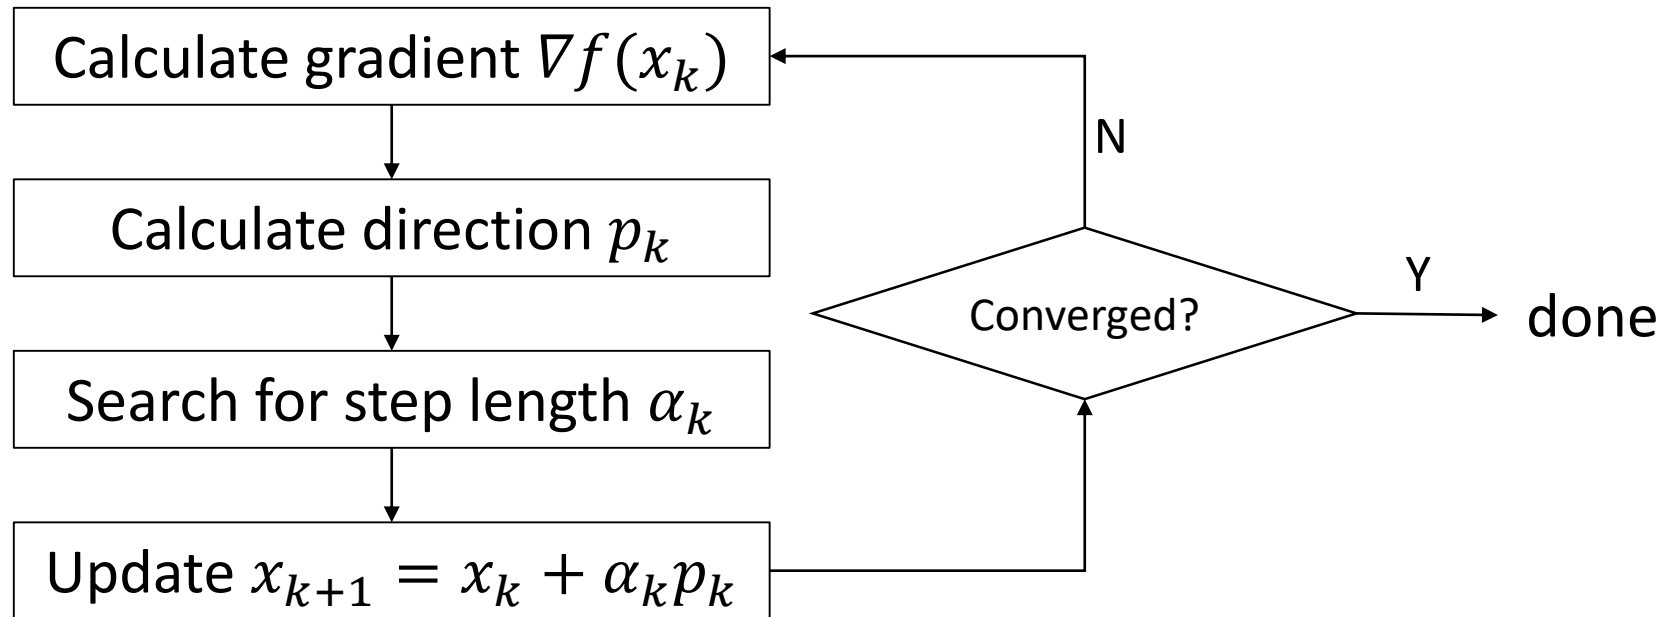 Calculate gradient ∇f(x_k)
Calculate direction p_k
Search for step length α_k
Update x_{k+1} = x_k + α_k p_k
N
Converged?
Y
done